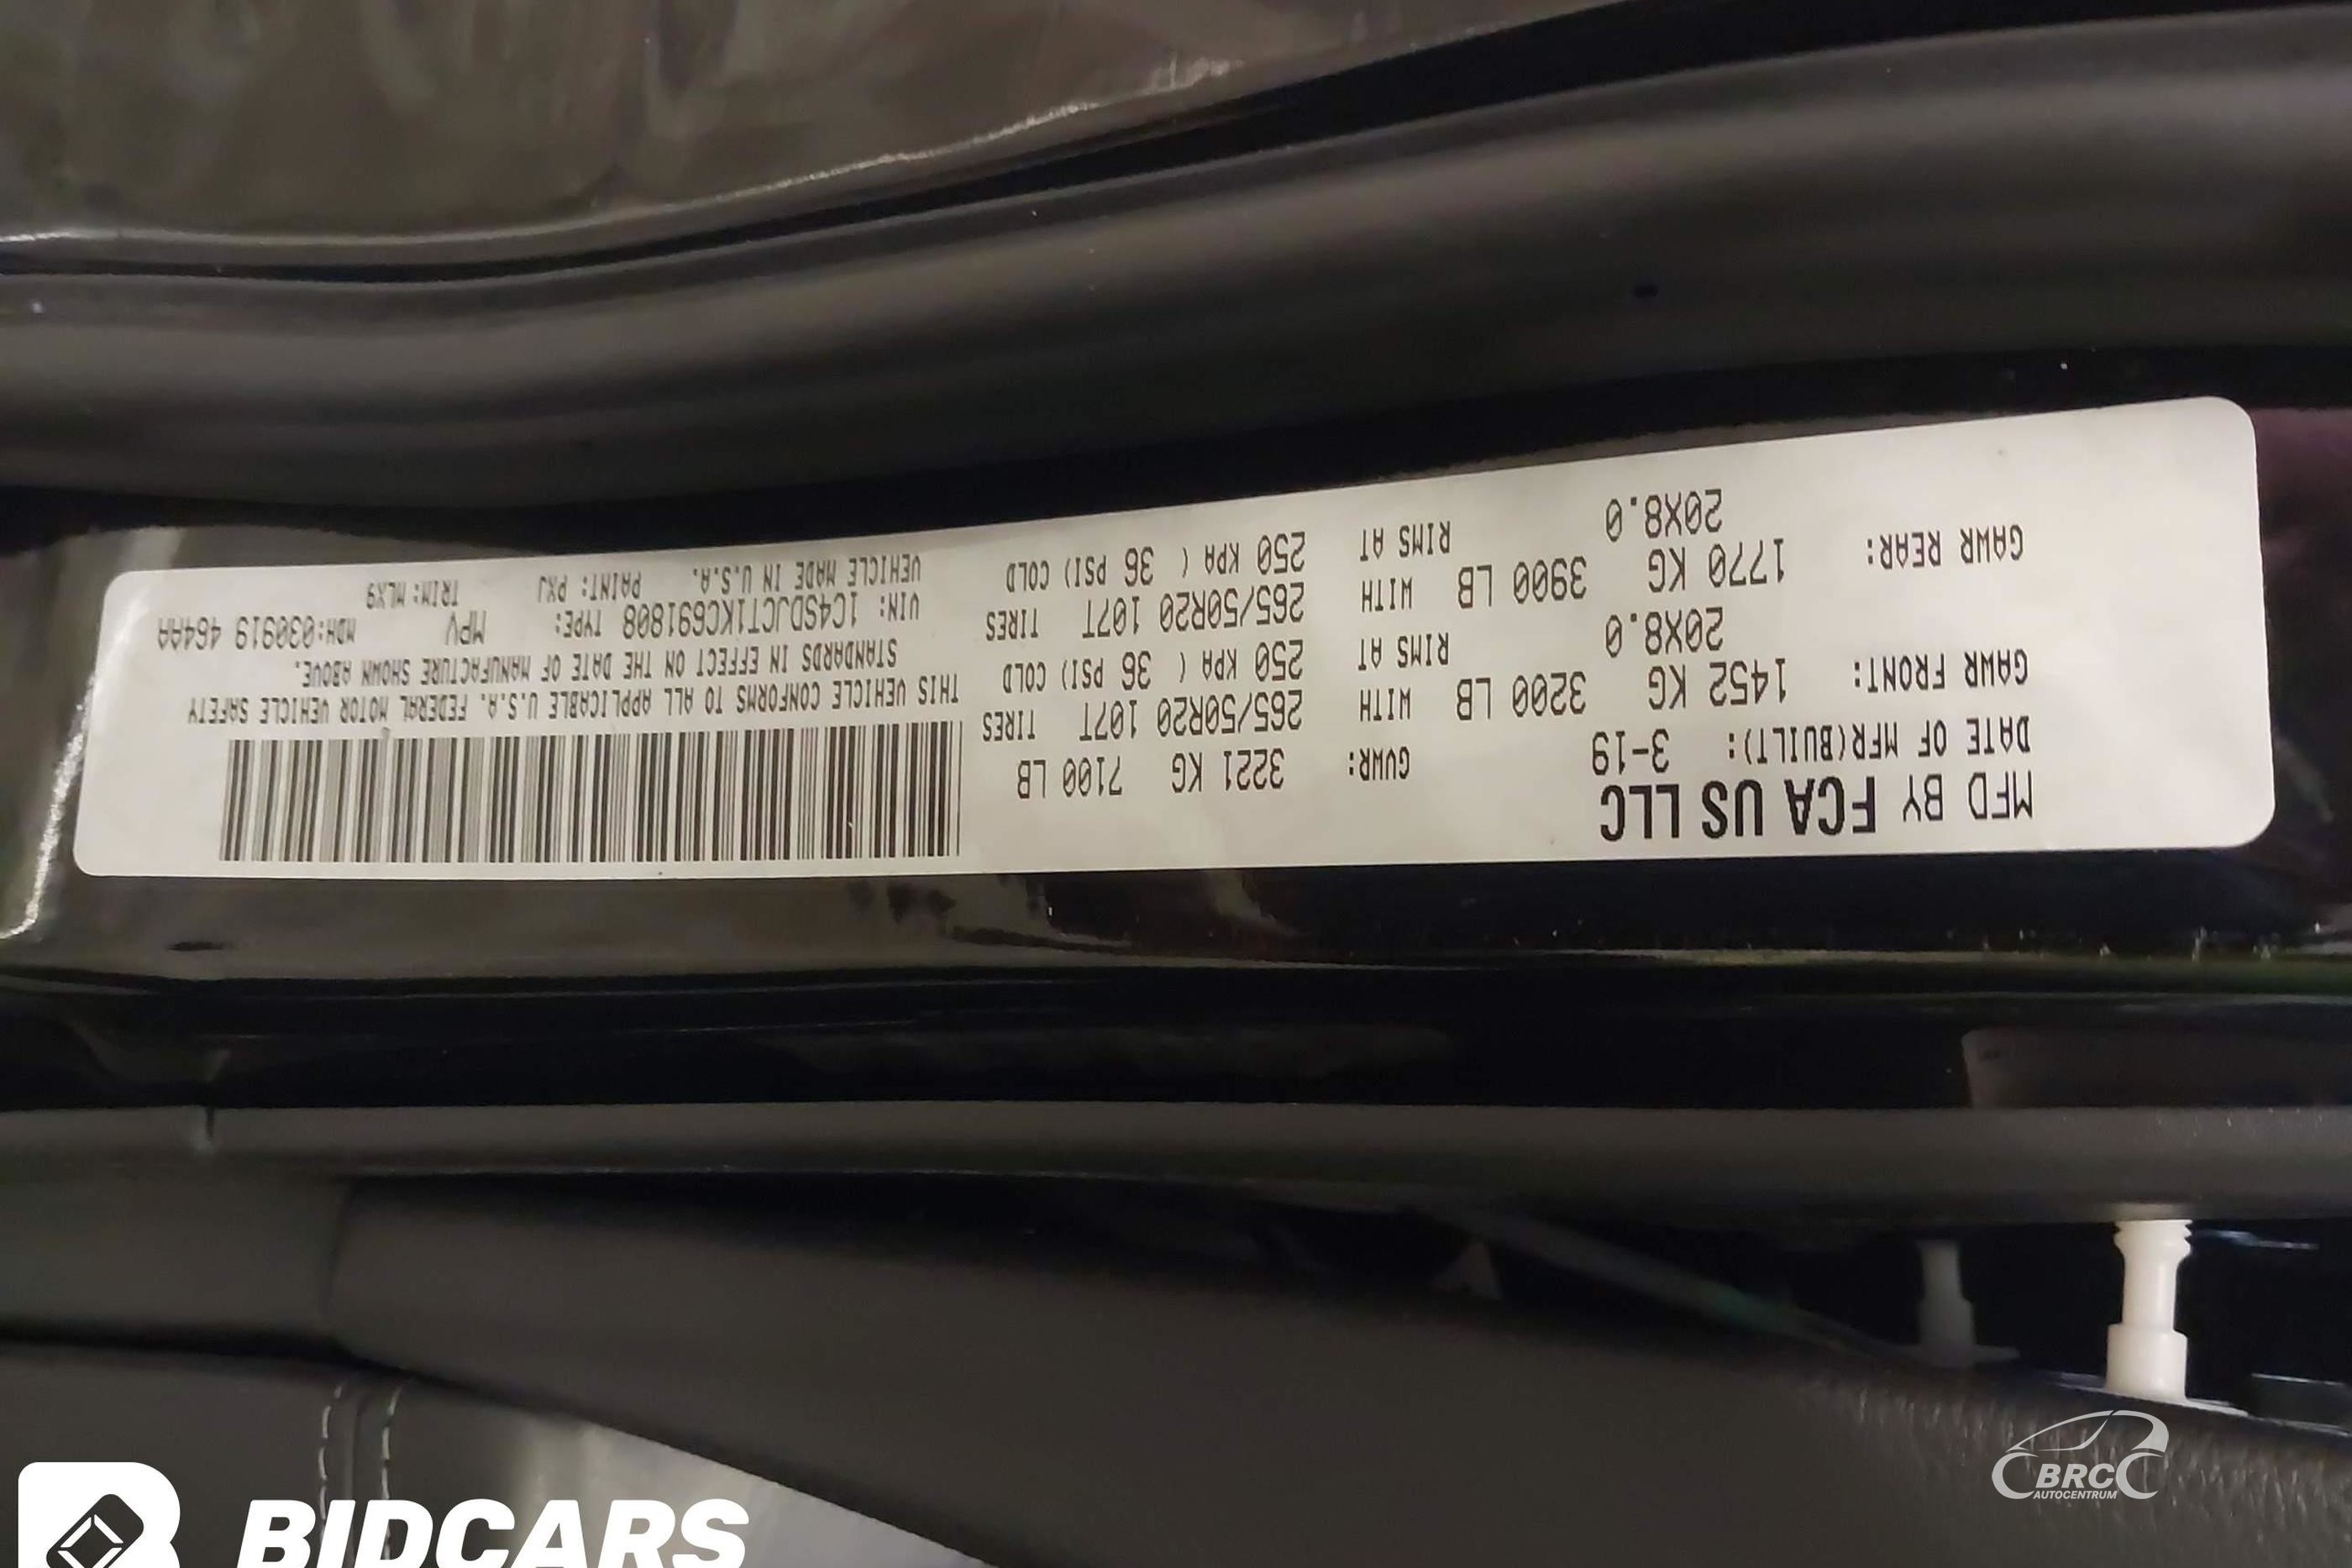 MFD BY FCA US LLC
DATE OF MFR(BUILT): 3-19 GVWR: 3221 KG 7100 LB
GAWR FRONT: 1452 KG 3200 LB WITH 265/50R20 107T TIRES
20X8.0 RIMS AT 250 KPA ( 36 PSI) COLD
GAWR REAR: 1770 KG 3900 LB WITH 265/50R20 107T TIRES
20X8.0 RIMS AT 250 KPA ( 36 PSI) COLD
THIS VEHICLE CONFORMS TO ALL APPLICABLE U.S.A. FEDERAL MOTOR VEHICLE SAFETY
STANDARDS IN EFFECT ON THE DATE OF MANUFACTURE SHOWN ABOVE.
VIN: 1C4SDJCT1KC691808 TYPE: MPV MDH:030919 464AA
VEHICLE MADE IN U.S.A. PAINT: PXJ TRIM: MLX9
BRC
AUTOCENTRUM
BIDCARS